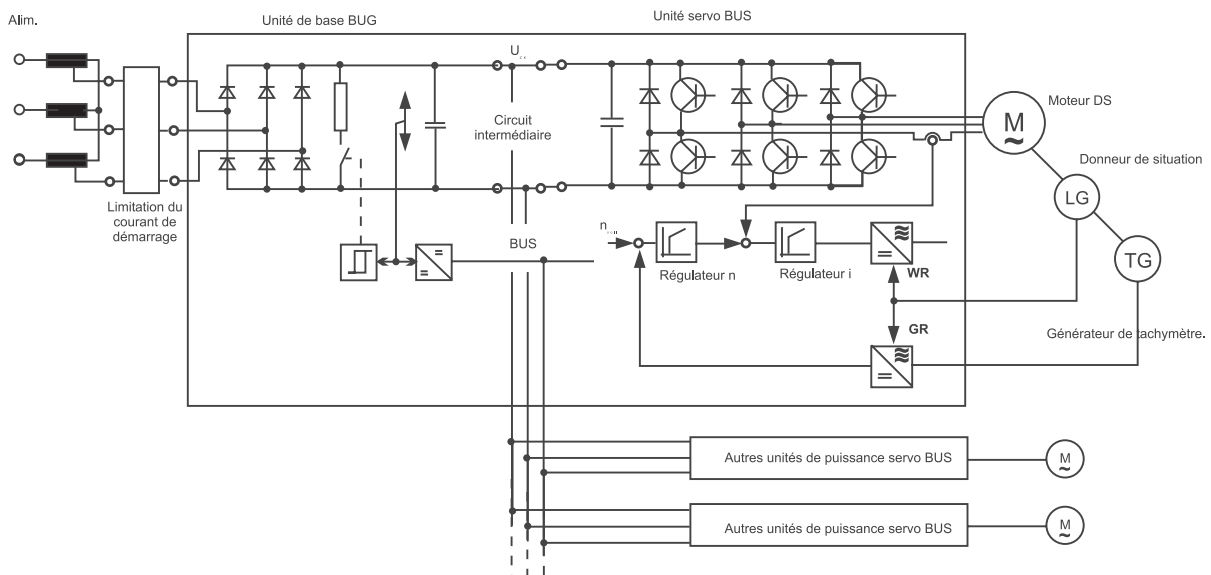 Alim.
Unité de base BUG
Unité servo BUS
U
Circuit
intermédiaire
M
~
Moteur DS
Donneur de situation
LG
Limitation du
courant de
démarrage
BUS
n
Régulateur n
Régulateur i
WR
TG
GR
Générateur de tachymètre.
Autres unités de puissance servo BUS
M
~
Autres unités de puissance servo BUS
M
~